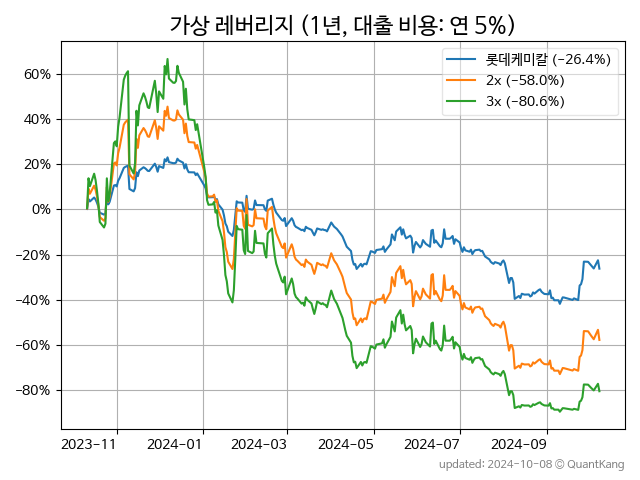 가상 레버리지 (1년, 대출 비용: 연 5%)
롯데케미칼 (-26.4%)
2x (-58.0%)
3x (-80.6%)
60%
40%
20%
0%
-20%
-40%
-60%
-80%
2023-11
2024-01
2024-03
2024-05
2024-07
2024-09
updated: 2024-10-08 © QuantKang